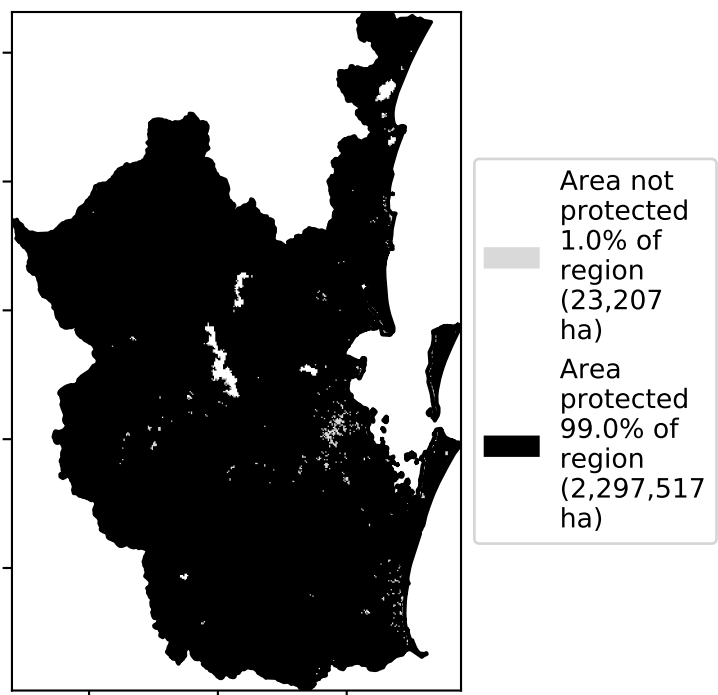 Area not
protected
1.0% of
region
(23,207
ha)
Area
protected
99.0% of
region
(2,297,517
ha)